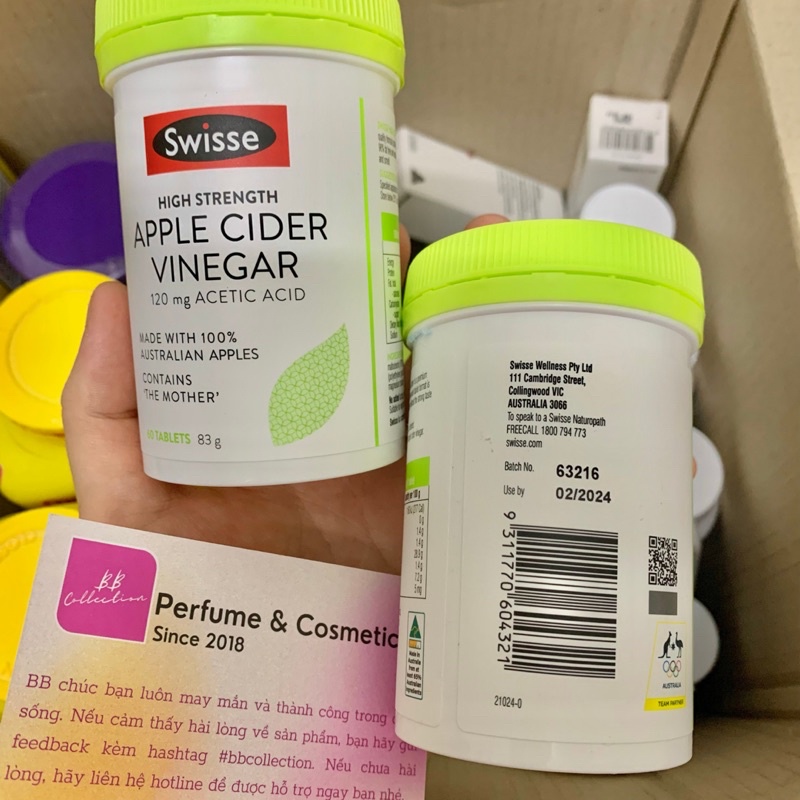 Swisse
HIGH STRENGTH
APPLE CIDER
VINEGAR
120 mg ACETIC ACID
MADE WITH 100%
AUSTRALIAN APPLES
CONTAINS
'THE MOTHER'
60 TABLETS 83 g
Swisse Wellness Pty Ltd
111 Cambridge Street,
Collingwood VIC
AUSTRALIA 3066
To speak to a Swisse Naturopath
FREECALL 1800 794 773
swisse.com
Batch No. 63216
Use by 02/2024
9 311770 604321
21024-0
AUSTRALIA
TEAM PARTNER
BB
Collection
Perfume & Cosmetic
Since 2018
BB chúc bạn luôn may mắn và thành công trong
sống. Nếu cảm thấy hài lòng về sản phẩm, bạn hãy gửi
feedback kèm hashtag #bbcollection. Nếu chưa hài
lòng, hãy liên hệ hotline để được hỗ trợ ngay bạn nhé.